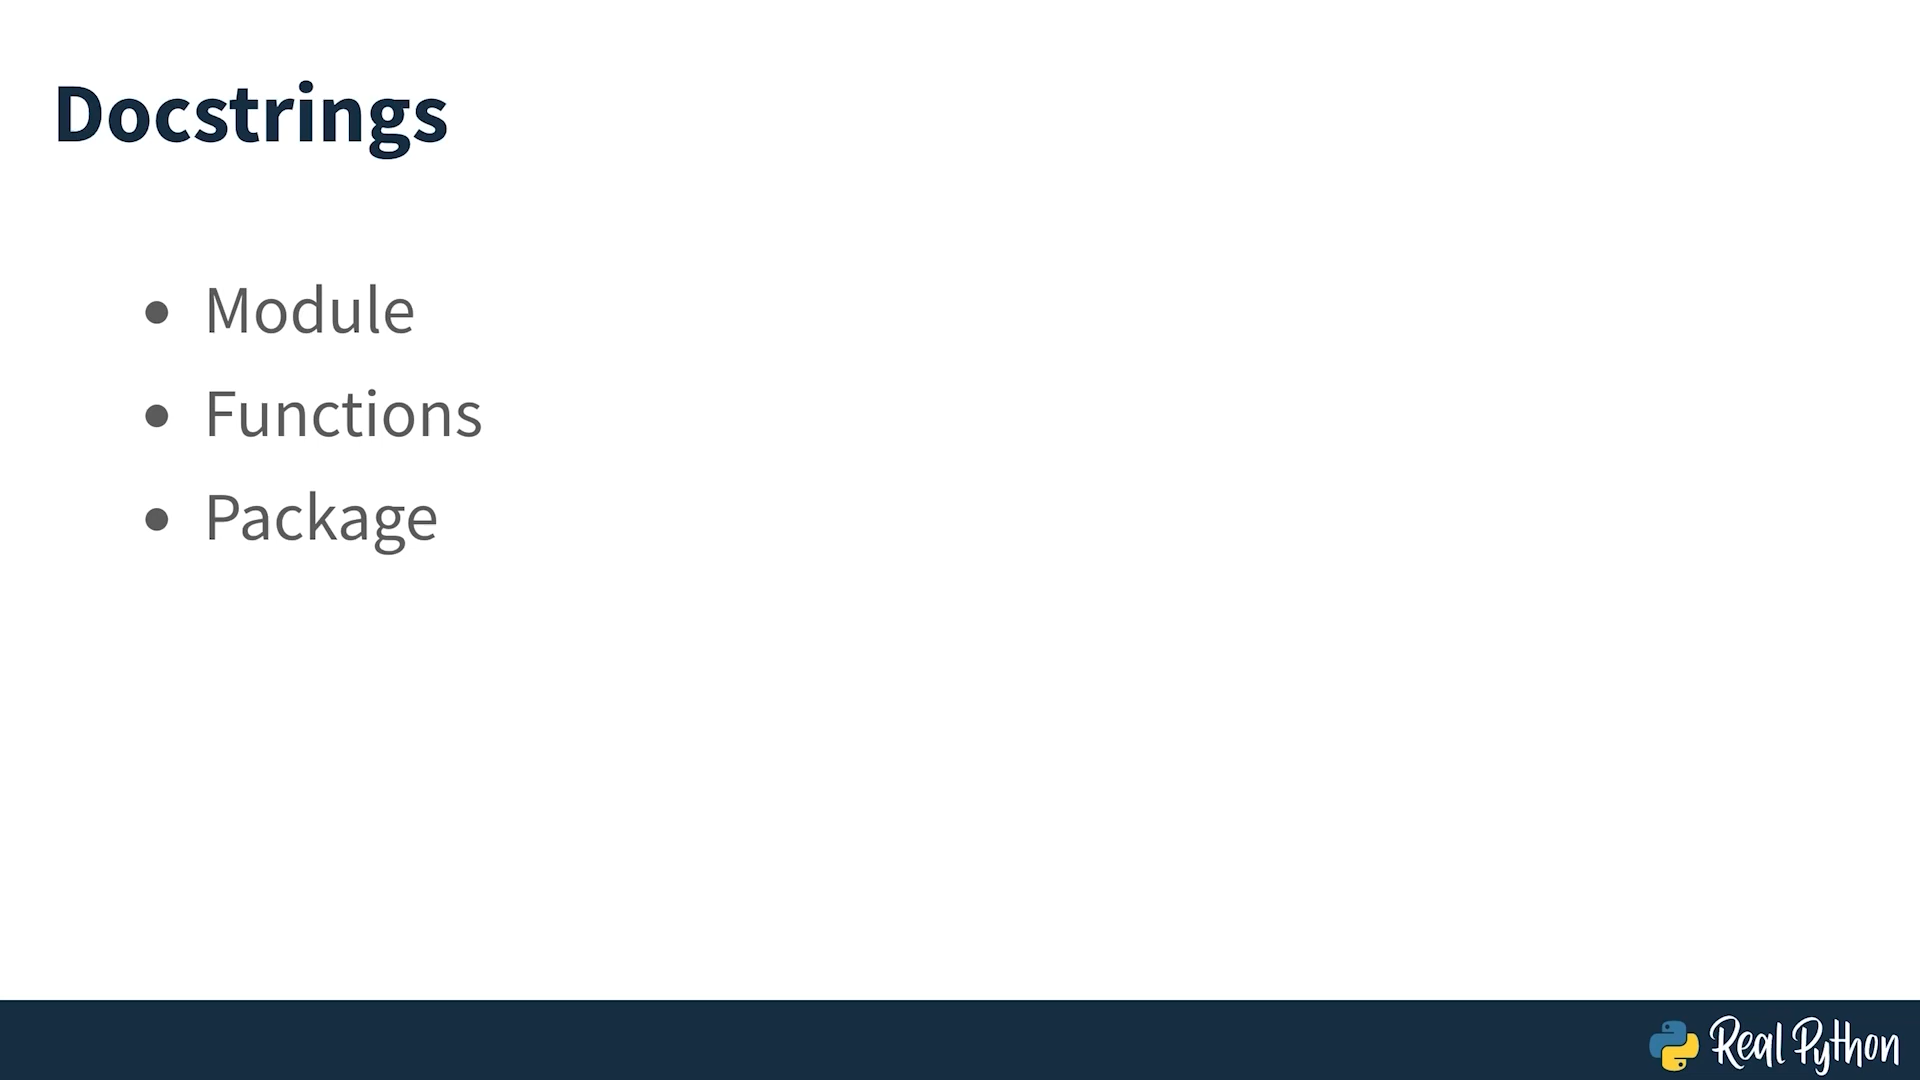 Docstrings
• Module
• Functions
• Package
Real Python